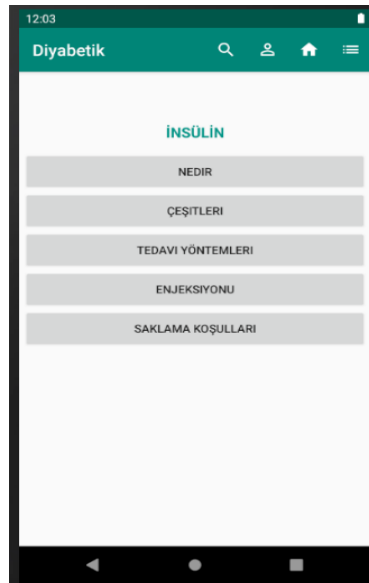 12:03
Diyabetik
İNSÜLİN
NEDIR
ÇEŞITLERI
TEDAVI YÖNTEMLERI
ENJEKSIYONU
SAKLAMA KOŞULLARI